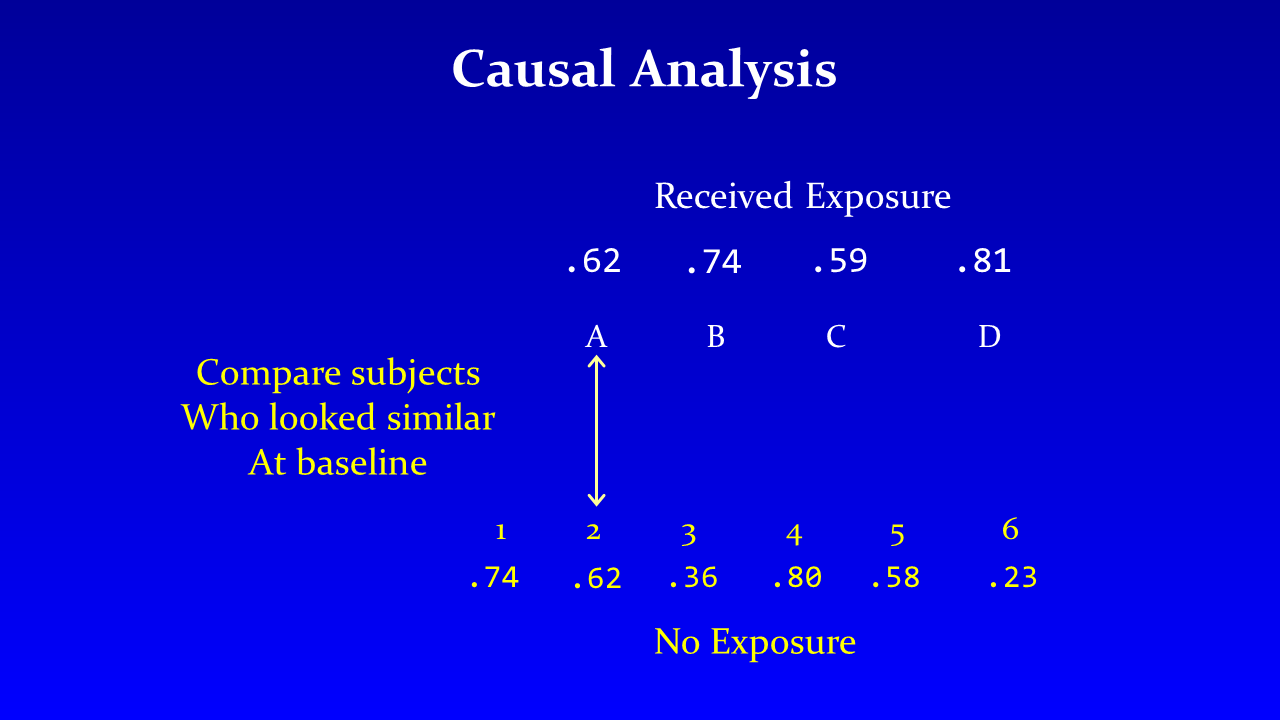 Causal Analysis
Received Exposure
.62 .74 .59 .81
A B C D
Compare subjects
Who looked similar
At baseline
1 2 3 4 5 6
.74 .62 .36 .80 .58 .23
No Exposure